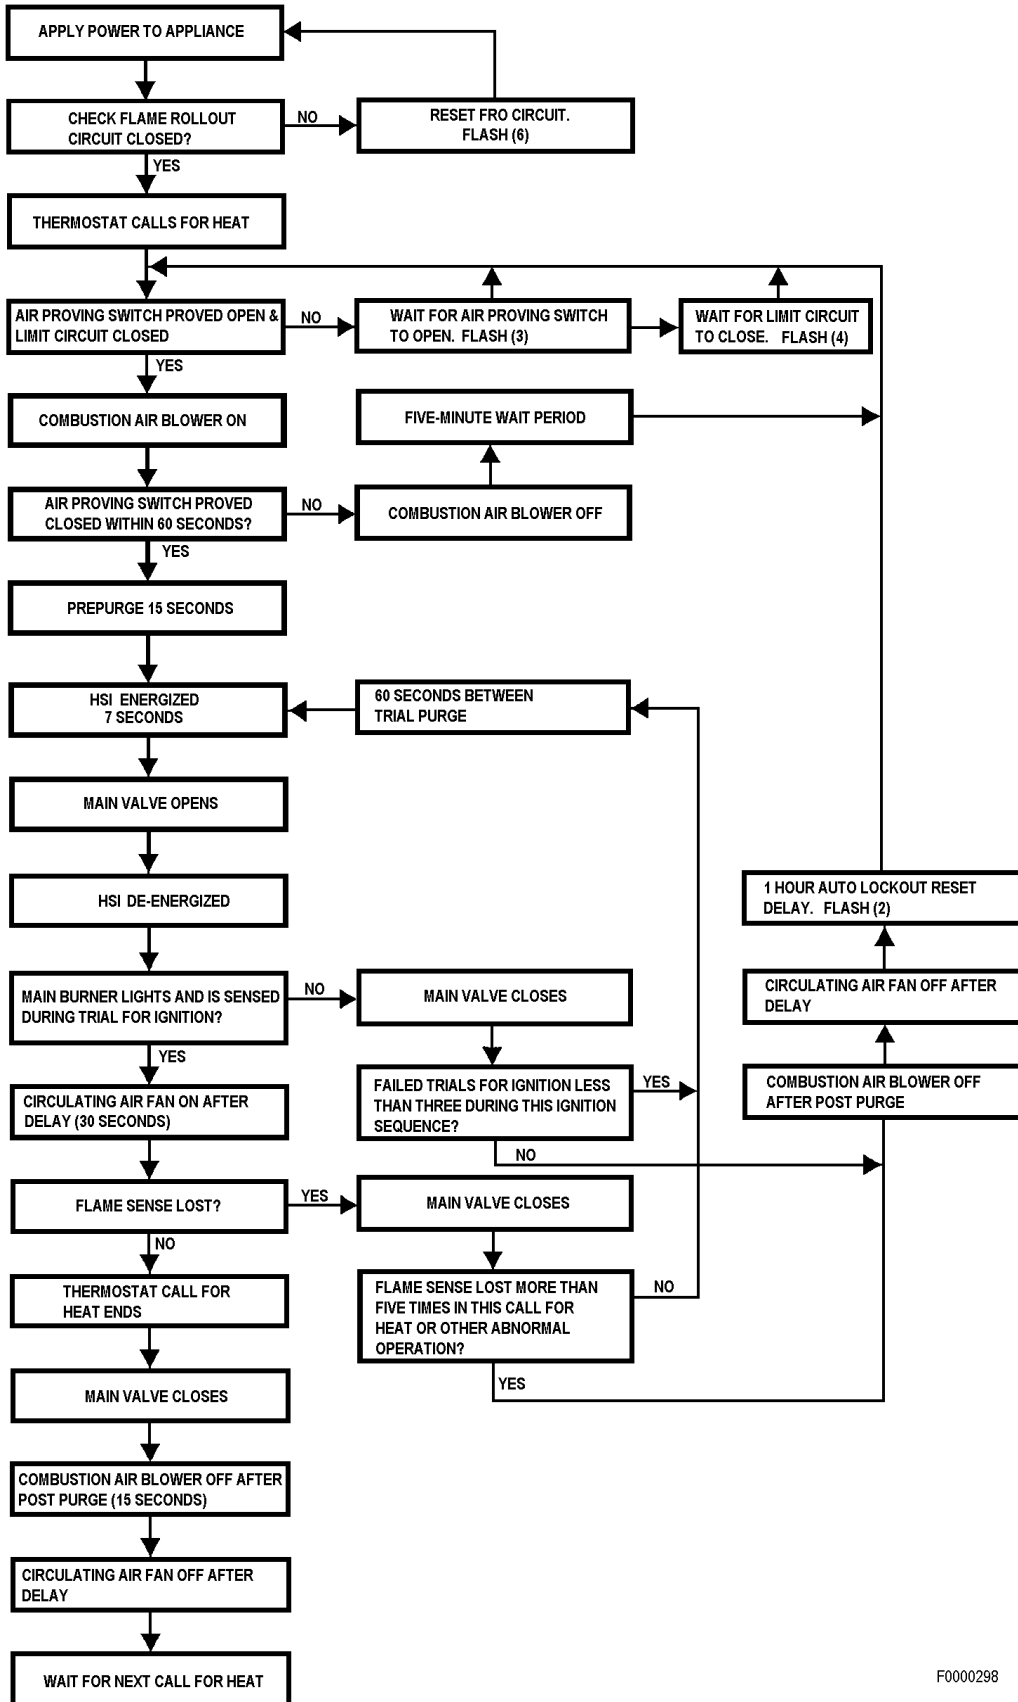 APPLY POWER TO APPLIANCE
CHECK FLAME ROLLOUT
CIRCUIT CLOSED?
NO
RESET FRO CIRCUIT.
FLASH (6)
YES
THERMOSTAT CALLS FOR HEAT
AIR PROVING SWITCH PROVED OPEN &
LIMIT CIRCUIT CLOSED
NO
WAIT FOR AIR PROVING SWITCH
TO OPEN. FLASH (3)
WAIT FOR LIMIT CIRCUIT
TO CLOSE. FLASH (4)
YES
COMBUSTION AIR BLOWER ON
FIVE-MINUTE WAIT PERIOD
AIR PROVING SWITCH PROVED
CLOSED WITHIN 60 SECONDS?
NO
COMBUSTION AIR BLOWER OFF
YES
PREPURGE 15 SECONDS
HSI ENERGIZED
7 SECONDS
60 SECONDS BETWEEN
TRIAL PURGE
MAIN VALVE OPENS
HSI DE-ENERGIZED
1 HOUR AUTO LOCKOUT RESET
DELAY. FLASH (2)
MAIN BURNER LIGHTS AND IS SENSED
DURING TRIAL FOR IGNITION?
NO
MAIN VALVE CLOSES
CIRCULATING AIR FAN OFF AFTER
DELAY
YES
CIRCULATING AIR FAN ON AFTER
DELAY (30 SECONDS)
FAILED TRIALS FOR IGNITION LESS
THAN THREE DURING THIS IGNITION
SEQUENCE?
YES
COMBUSTION AIR BLOWER OFF
AFTER POST PURGE
NO
FLAME SENSE LOST?
YES
MAIN VALVE CLOSES
NO
THERMOSTAT CALL FOR
HEAT ENDS
FLAME SENSE LOST MORE THAN
FIVE TIMES IN THIS CALL FOR
HEAT OR OTHER ABNORMAL
OPERATION?
NO
YES
MAIN VALVE CLOSES
COMBUSTION AIR BLOWER OFF AFTER
POST PURGE (15 SECONDS)
CIRCULATING AIR FAN OFF AFTER
DELAY
WAIT FOR NEXT CALL FOR HEAT
F0000298